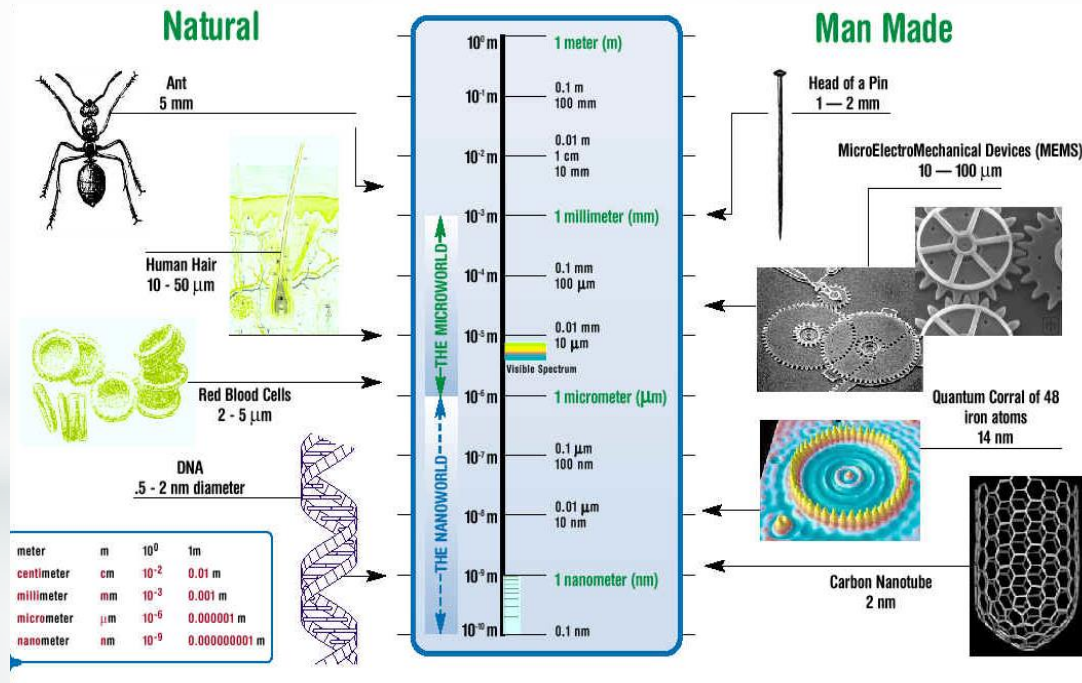 Natural
Man Made
Ant
5 mm
Human Hair
10 - 50 µm
Red Blood Cells
2 - 5 µm
DNA
.5 - 2 nm diameter
meter m 10⁰ 1m
centimeter cm 10⁻² 0.01 m
millimeter mm 10⁻³ 0.001 m
micrometer µm 10⁻⁶ 0.000001 m
nanometer nm 10⁻⁹ 0.000000001 m
10⁰ m 1 meter (m)
10⁻¹ m
0.1 m
100 mm
10⁻² m
0.01 m
1 cm
10 mm
10⁻³ m 1 millimeter (mm)
10⁻⁴ m
0.1 mm
100 µm
10⁻⁵ m
0.01 mm
10 µm
Visible Spectrum
10⁻⁶ m 1 micrometer (µm)
10⁻⁷ m
0.1 µm
100 nm
10⁻⁸ m
0.01 µm
10 nm
10⁻⁹ m 1 nanometer (nm)
10⁻¹⁰ m 0.1 nm
THE MICROWORLD
THE NANOWORLD
Head of a Pin
1 — 2 mm
MicroElectroMechanical Devices (MEMS)
10 — 100 µm
Quantum Corral of 48
iron atoms
14 nm
Carbon Nanotube
2 nm